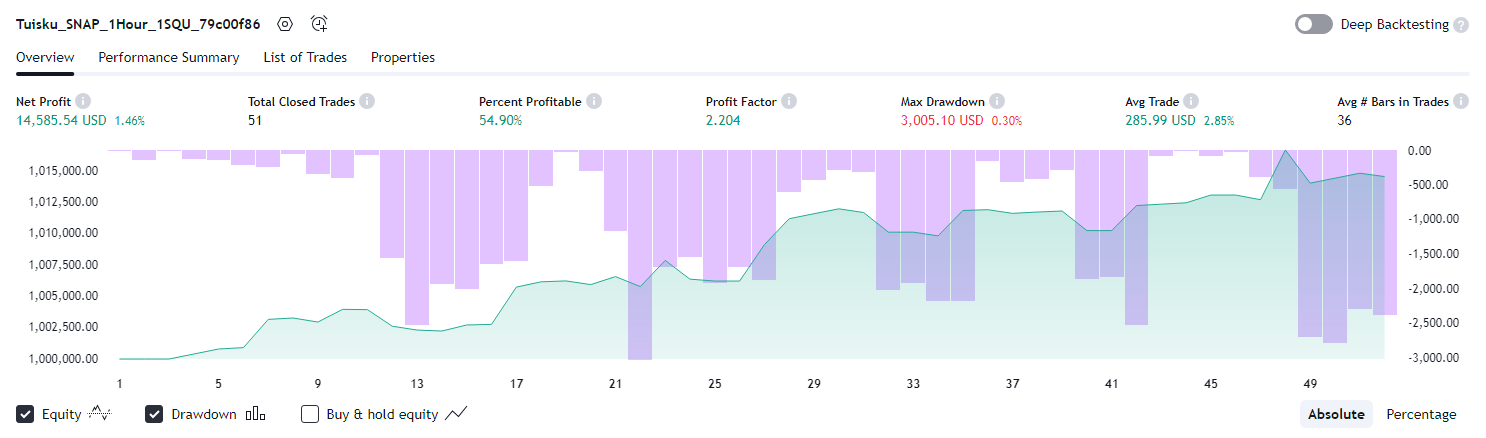 Tuisku_SNAP_1Hour_1SQU_79c00f86
Deep Backtesting ?
Overview Performance Summary List of Trades Properties
Net Profit i Total Closed Trades i Percent Profitable i Profit Factor i Max Drawdown i Avg Trade i Avg # Bars in Trades i
14,585.54 USD 1.46% 51 54.90% 2.204 3,005.10 USD 0.30% 285.99 USD 2.85% 36
0.00
1,015,000.00
-500.00
1,012,500.00
-1,000.00
1,010,000.00
-1,500.00
1,007,500.00
-2,000.00
1,005,000.00
-2,500.00
1,002,500.00
-3,000.00
1,000,000.00
1 5 9 13 17 21 25 29 33 37 41 45 49
Equity Drawdown Buy & hold equity Absolute Percentage